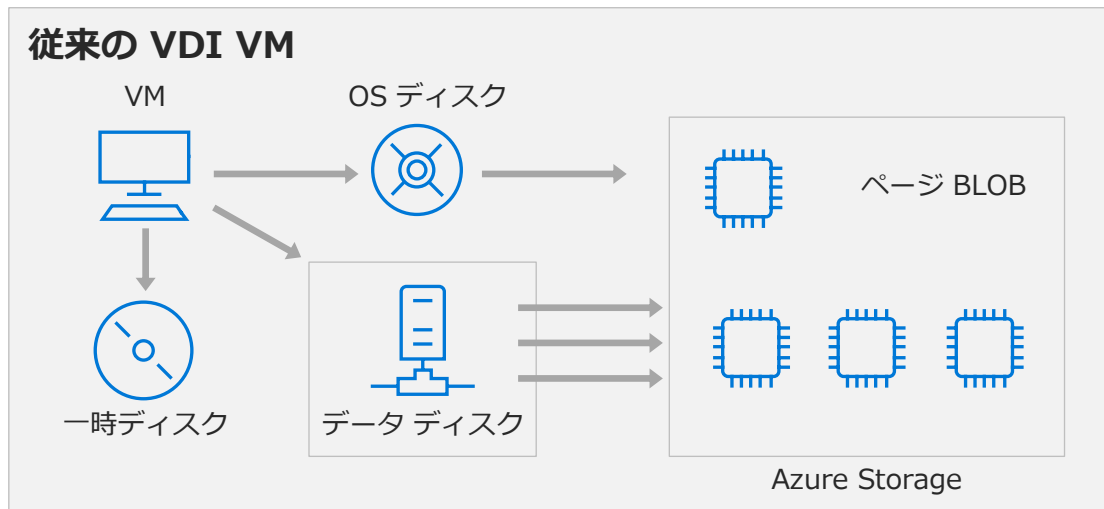 従来の VDI VM
VM
OS ディスク
ページ BLOB
一時ディスク
データ ディスク
Azure Storage